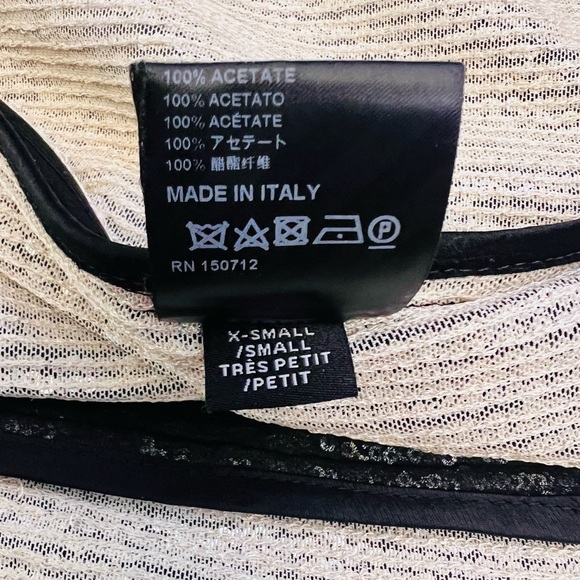 100% ACETATE
100% ACETATO
100% ACÉTATE
100% アセテート
100% 醋酯纤维
MADE IN ITALY
P
RN 150712
X-SMALL
/SMALL
TRÈS PETIT
/PETIT